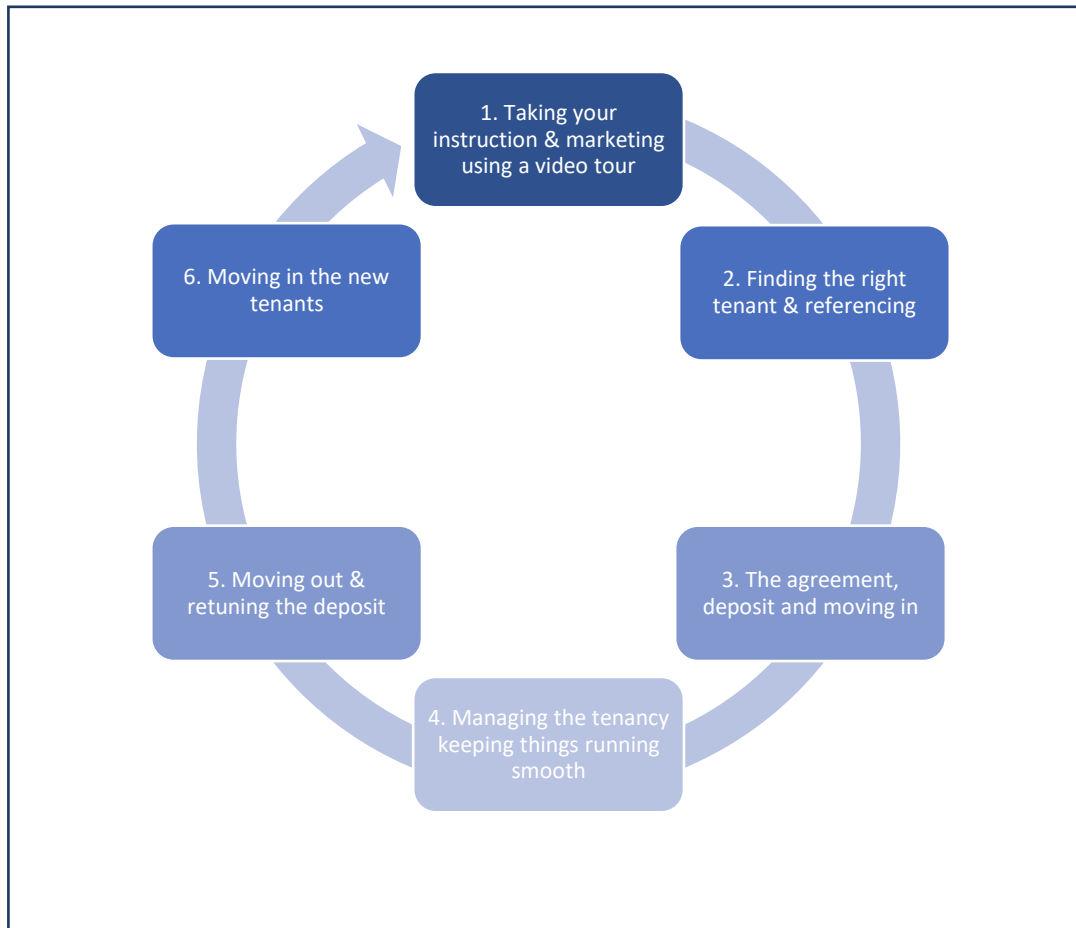 1. Taking your
instruction & marketing
using a video tour
2. Finding the right
tenant & referencing
3. The agreement,
deposit and moving in
4. Managing the tenancy
keeping things running
smooth
5. Moving out &
retuning the deposit
6. Moving in the new
tenants